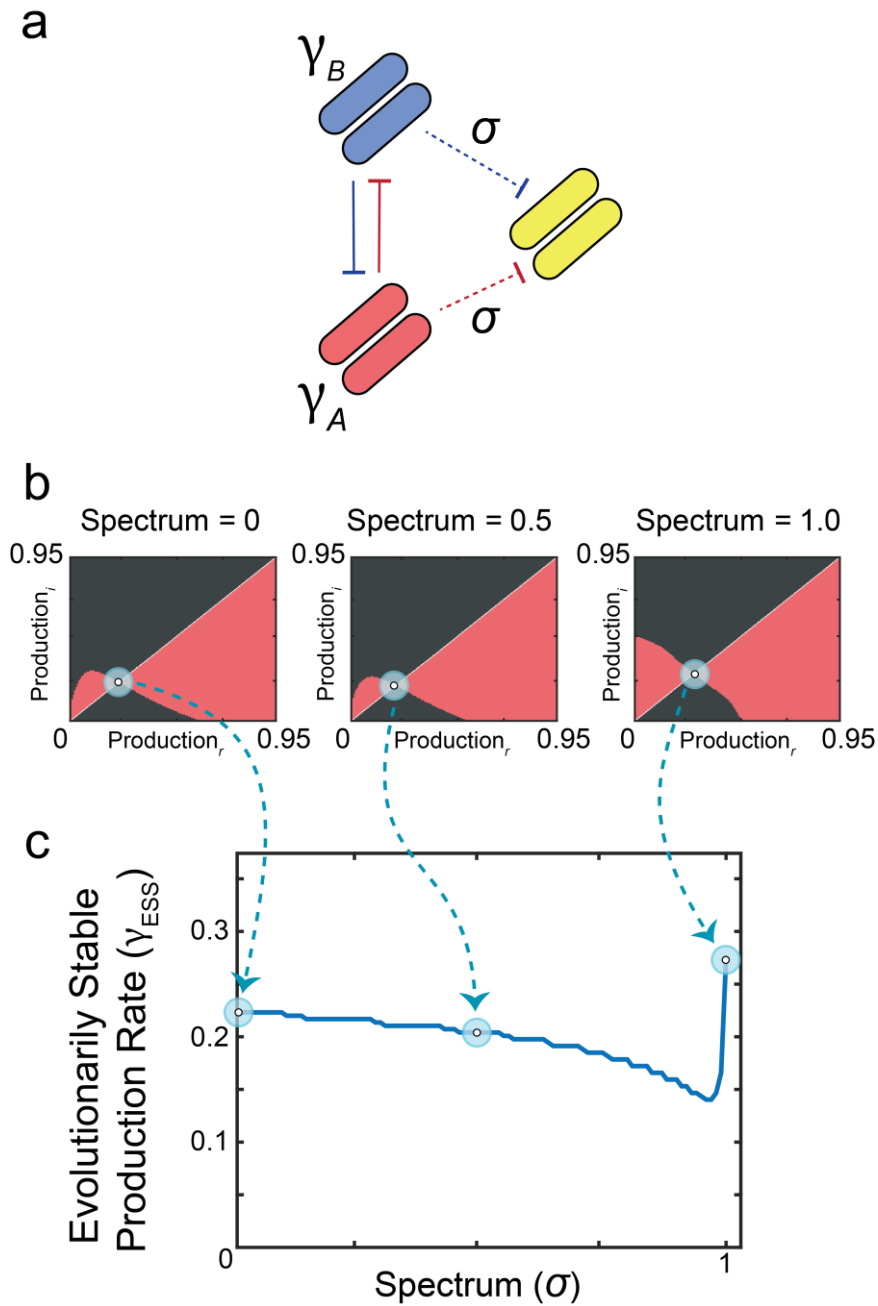 a
γB
σ
σ
γA
b
Spectrum = 0
Spectrum = 0.5
Spectrum = 1.0
0.95
Productioni
0
Productionr
0.95
0.95
Productioni
0
Productionr
0.95
0.95
Productioni
0
Productionr
0.95
c
Evolutionarily Stable
Production Rate (γESS)
0.3
0.2
0.1
0
1
Spectrum (σ)